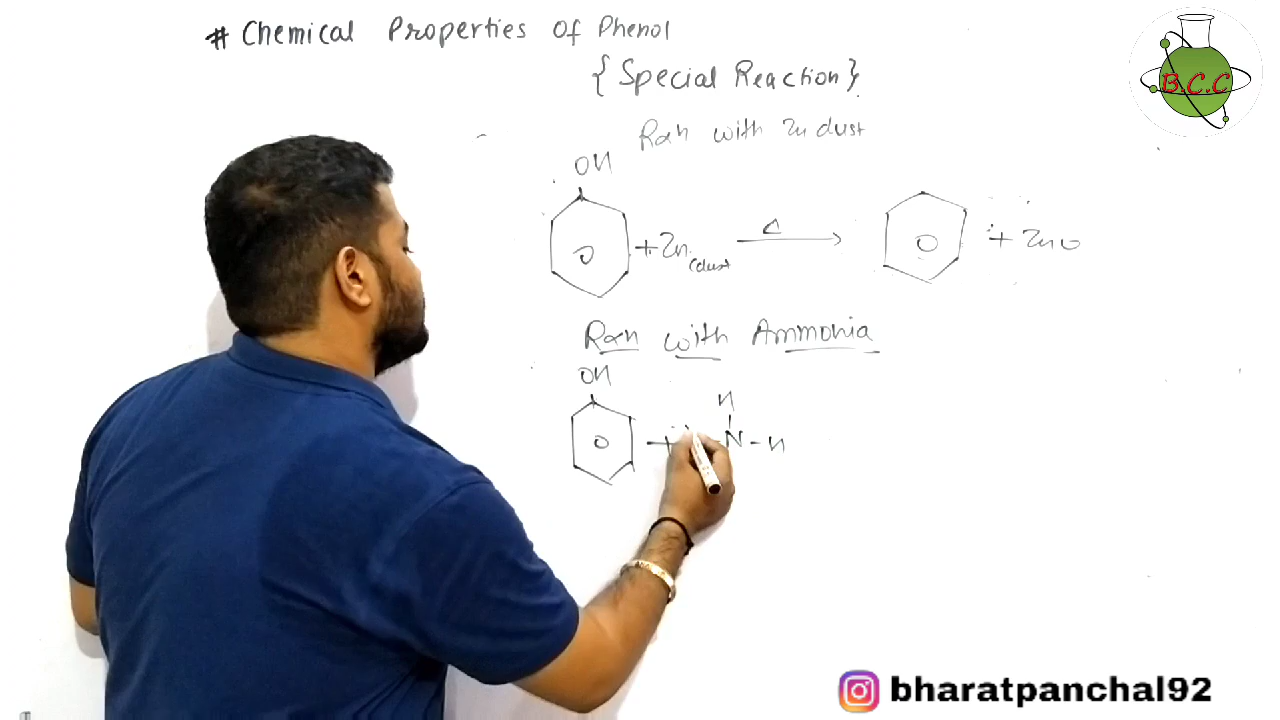 # Chemical Properties Of Phenol
{Special Reaction}
B.C.C
Rxn with Zn dust
OH
+ Zn (dust Δ + ZnO
Rxn with Ammonia
OH
H
+ N - H
bharatpanchal92